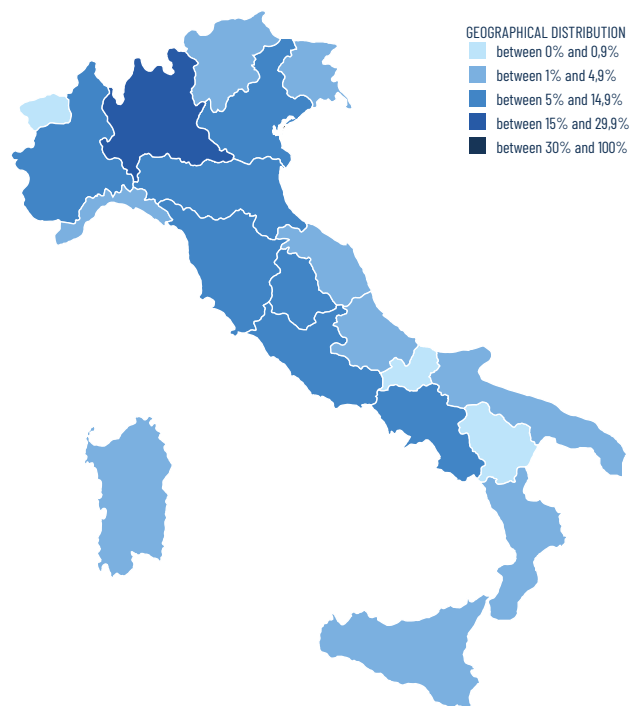 GEOGRAPHICAL DISTRIBUTION
between 0% and 0,9%
between 1% and 4,9%
between 5% and 14,9%
between 15% and 29,9%
between 30% and 100%